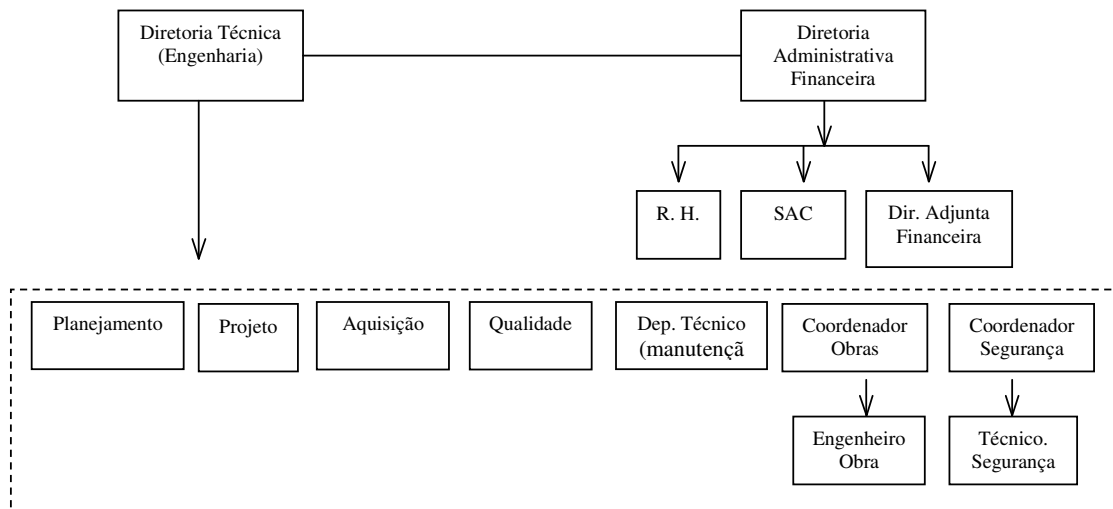 Diretoria Técnica
(Engenharia)
Diretoria
Administrativa
Financeira
R. H.
SAC
Dir. Adjunta
Financeira
Planejamento
Projeto
Aquisição
Qualidade
Dep. Técnico
(manutençã
Coordenador
Obras
Coordenador
Segurança
Engenheiro
Obra
Técnico.
Segurança